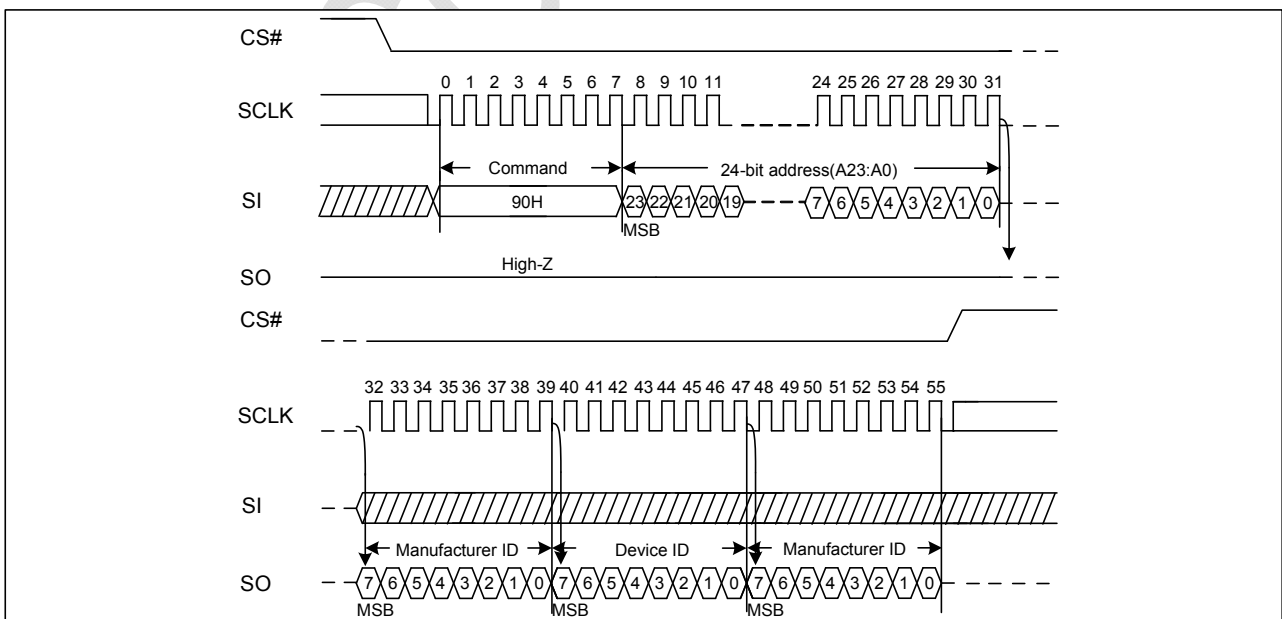 CS#
0 1 2 3 4 5 6 7 8 9 10 11 24 25 26 27 28 29 30 31
SCLK
Command 24-bit address(A23:A0)
SI 90H 23 22 21 20 19 7 6 5 4 3 2 1 0
MSB
High-Z
SO
CS#
32 33 34 35 36 37 38 39 40 41 42 43 44 45 46 47 48 49 50 51 52 53 54 55
SCLK
SI
Manufacturer ID Device ID Manufacturer ID
SO 7 6 5 4 3 2 1 0 7 6 5 4 3 2 1 0 7 6 5 4 3 2 1 0
MSB MSB MSB